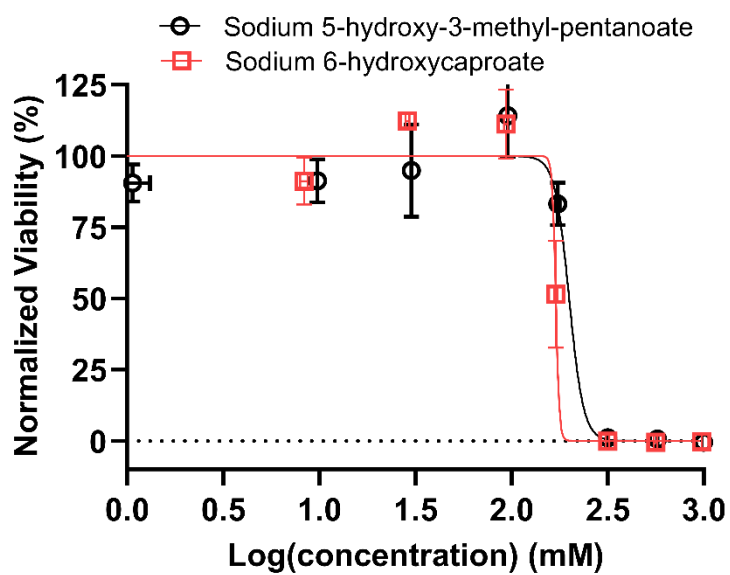 Sodium 5-hydroxy-3-methyl-pentanoate
Sodium 6-hydroxycaproate
Normalized Viability (%)
125
100
75
50
25
0
0.0 0.5 1.0 1.5 2.0 2.5 3.0
Log(concentration) (mM)